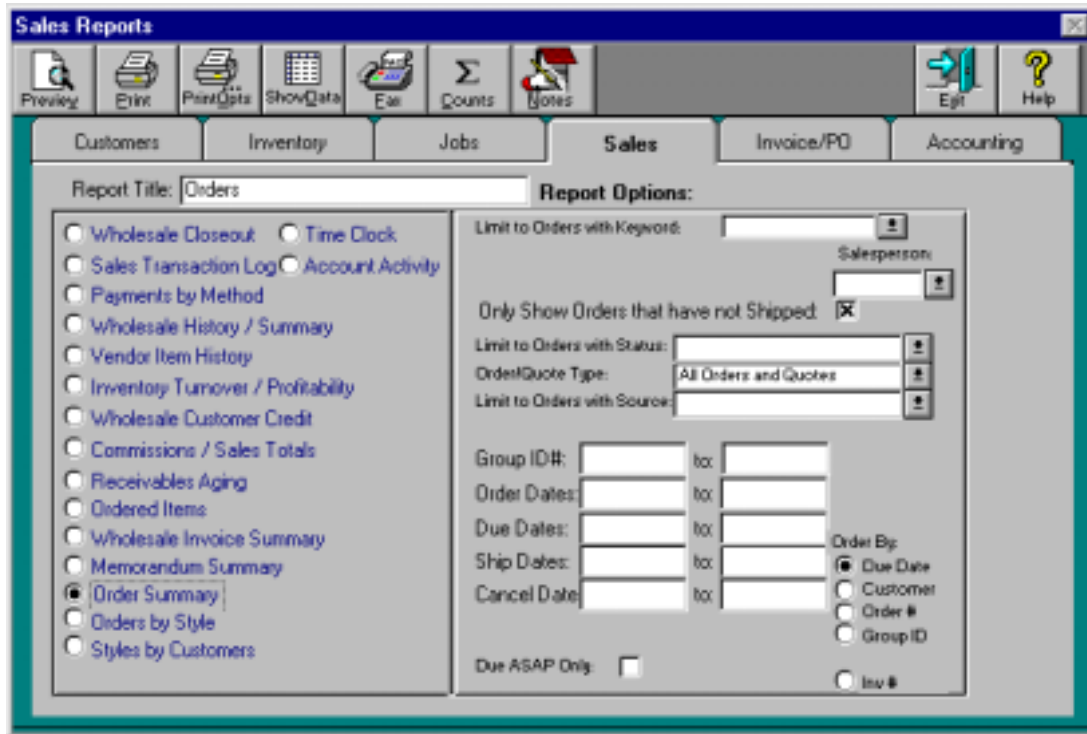 Sales Reports
Preview Print PrintOpts ShowData Fax Counts Notes Exit Help
Customers Inventory Jobs Sales Invoice/PO Accounting
Report Title: Orders
Report Options:
Wholesale Closeout Time Clock
Sales Transaction Log Account Activity
Payments by Method
Wholesale History / Summary
Vendor Item History
Inventory Turnover / Profitability
Wholesale Customer Credit
Commissions / Sales Totals
Receivables Aging
Ordered Items
Wholesale Invoice Summary
Memorandum Summary
Order Summary
Orders by Style
Styles by Customers
Limit to Orders with Keyword:
Salesperson:
Only Show Orders that have not Shipped:
Limit to Orders with Status:
Order/Quote Type: All Orders and Quotes
Limit to Orders with Source:
Group ID#: to:
Order Dates: to:
Due Dates: to:
Ship Dates: to:
Cancel Date to:
Due ASAP Only:
Order By:
Due Date
Customer
Order #
Group ID
Inv #